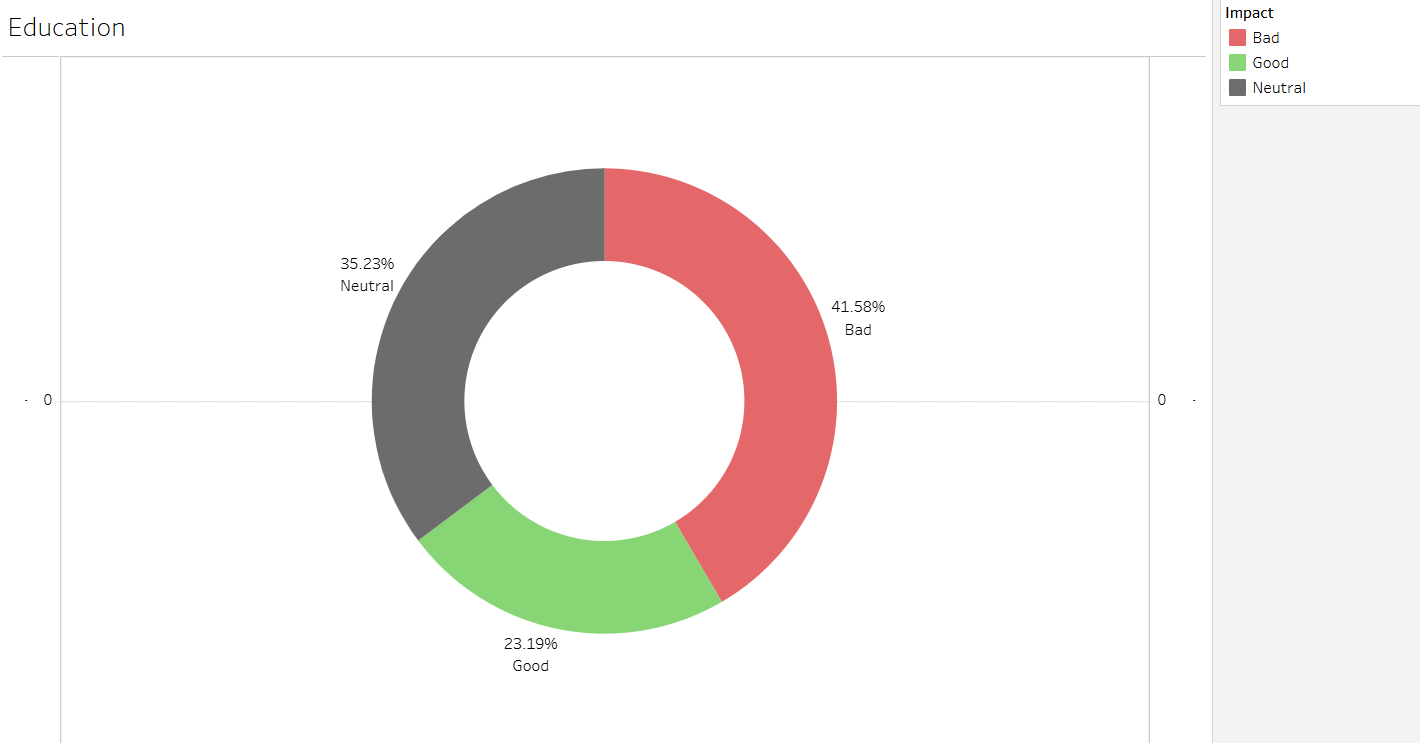 Education
Impact
Bad
Good
Neutral
35.23%
Neutral
41.58%
Bad
0
0
23.19%
Good